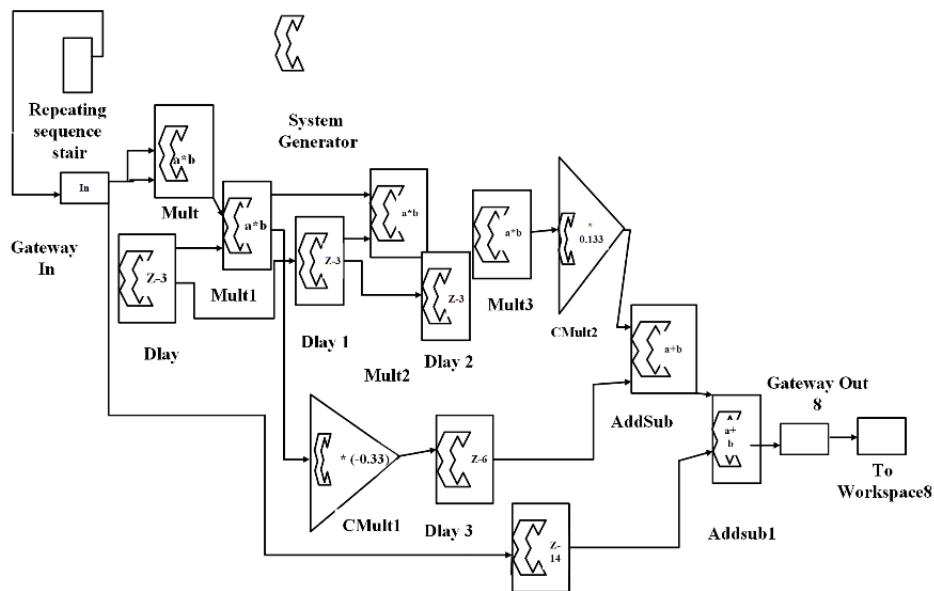 Repeating
sequence
stair
System
Generator
a*b
Mult
In
Gateway
In
a*b
Mult1
Z-3
Dlay
a*b
Z-3
Dlay 1
Mult2
Z-3
Dlay 2
a*b
Mult3
*
0.133
CMult2
a+b
AddSub
Gateway Out
8
a+
b
Addsub1
To
Workspace8
* (-0.33)
CMult1
Z-6
Dlay 3
Z-
14